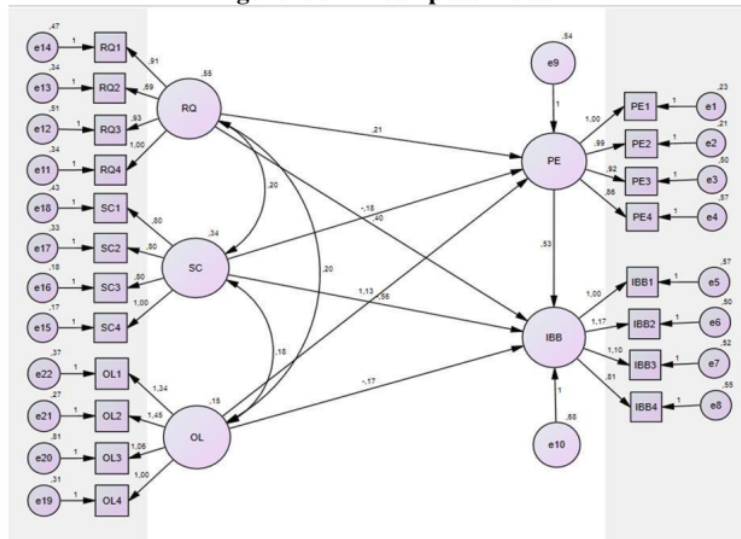 ,47
e14 1 RQ1
,34
e13 1 RQ2
,51
e12 1 RQ3
,34
e11 1 RQ4
,43
e18 1 SC1
,33
e17 1 SC2
,18
e16 1 SC3
,17
e15 1 SC4
,37
e22 1 OL1
,27
e21 1 OL2
,81
e20 1 OL3
,31
e19 1 OL4
,91
,69
,93
1,00
,55
RQ
,80
,80
,80
1,00
,34
SC
1,34
1,45
1,06
1,00
,15
OL
,20
,20
,18
,21
-,18
,40
1,13
,56
-,17
,53
,54
e9
1
PE
IBB
1
,68
e10
1,00
,99
,92
,86
,23
PE1 1 e1
,21
PE2 1 e2
,50
PE3 1 e3
,57
PE4 1 e4
1,00
1,17
1,10
,81
,57
IBB1 1 e5
,50
IBB2 1 e6
,52
IBB3 1 e7
,55
IBB4 1 e8